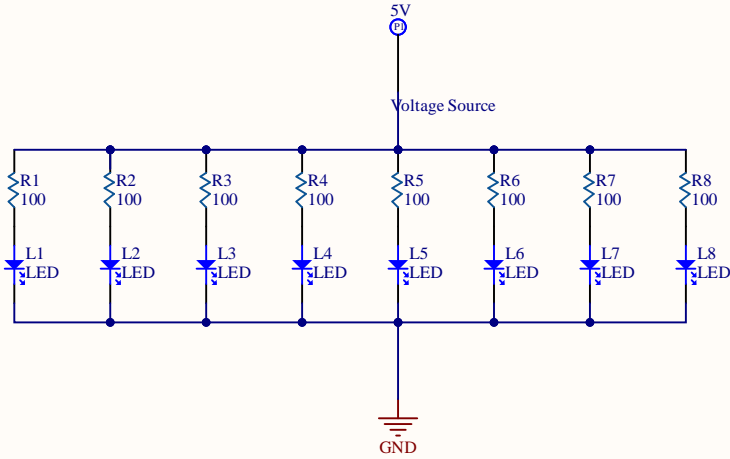 5V
P1
Voltage Source
R1
100
R2
100
R3
100
R4
100
R5
100
R6
100
R7
100
R8
100
L1
LED
L2
LED
L3
LED
L4
LED
L5
LED
L6
LED
L7
LED
L8
LED
GND